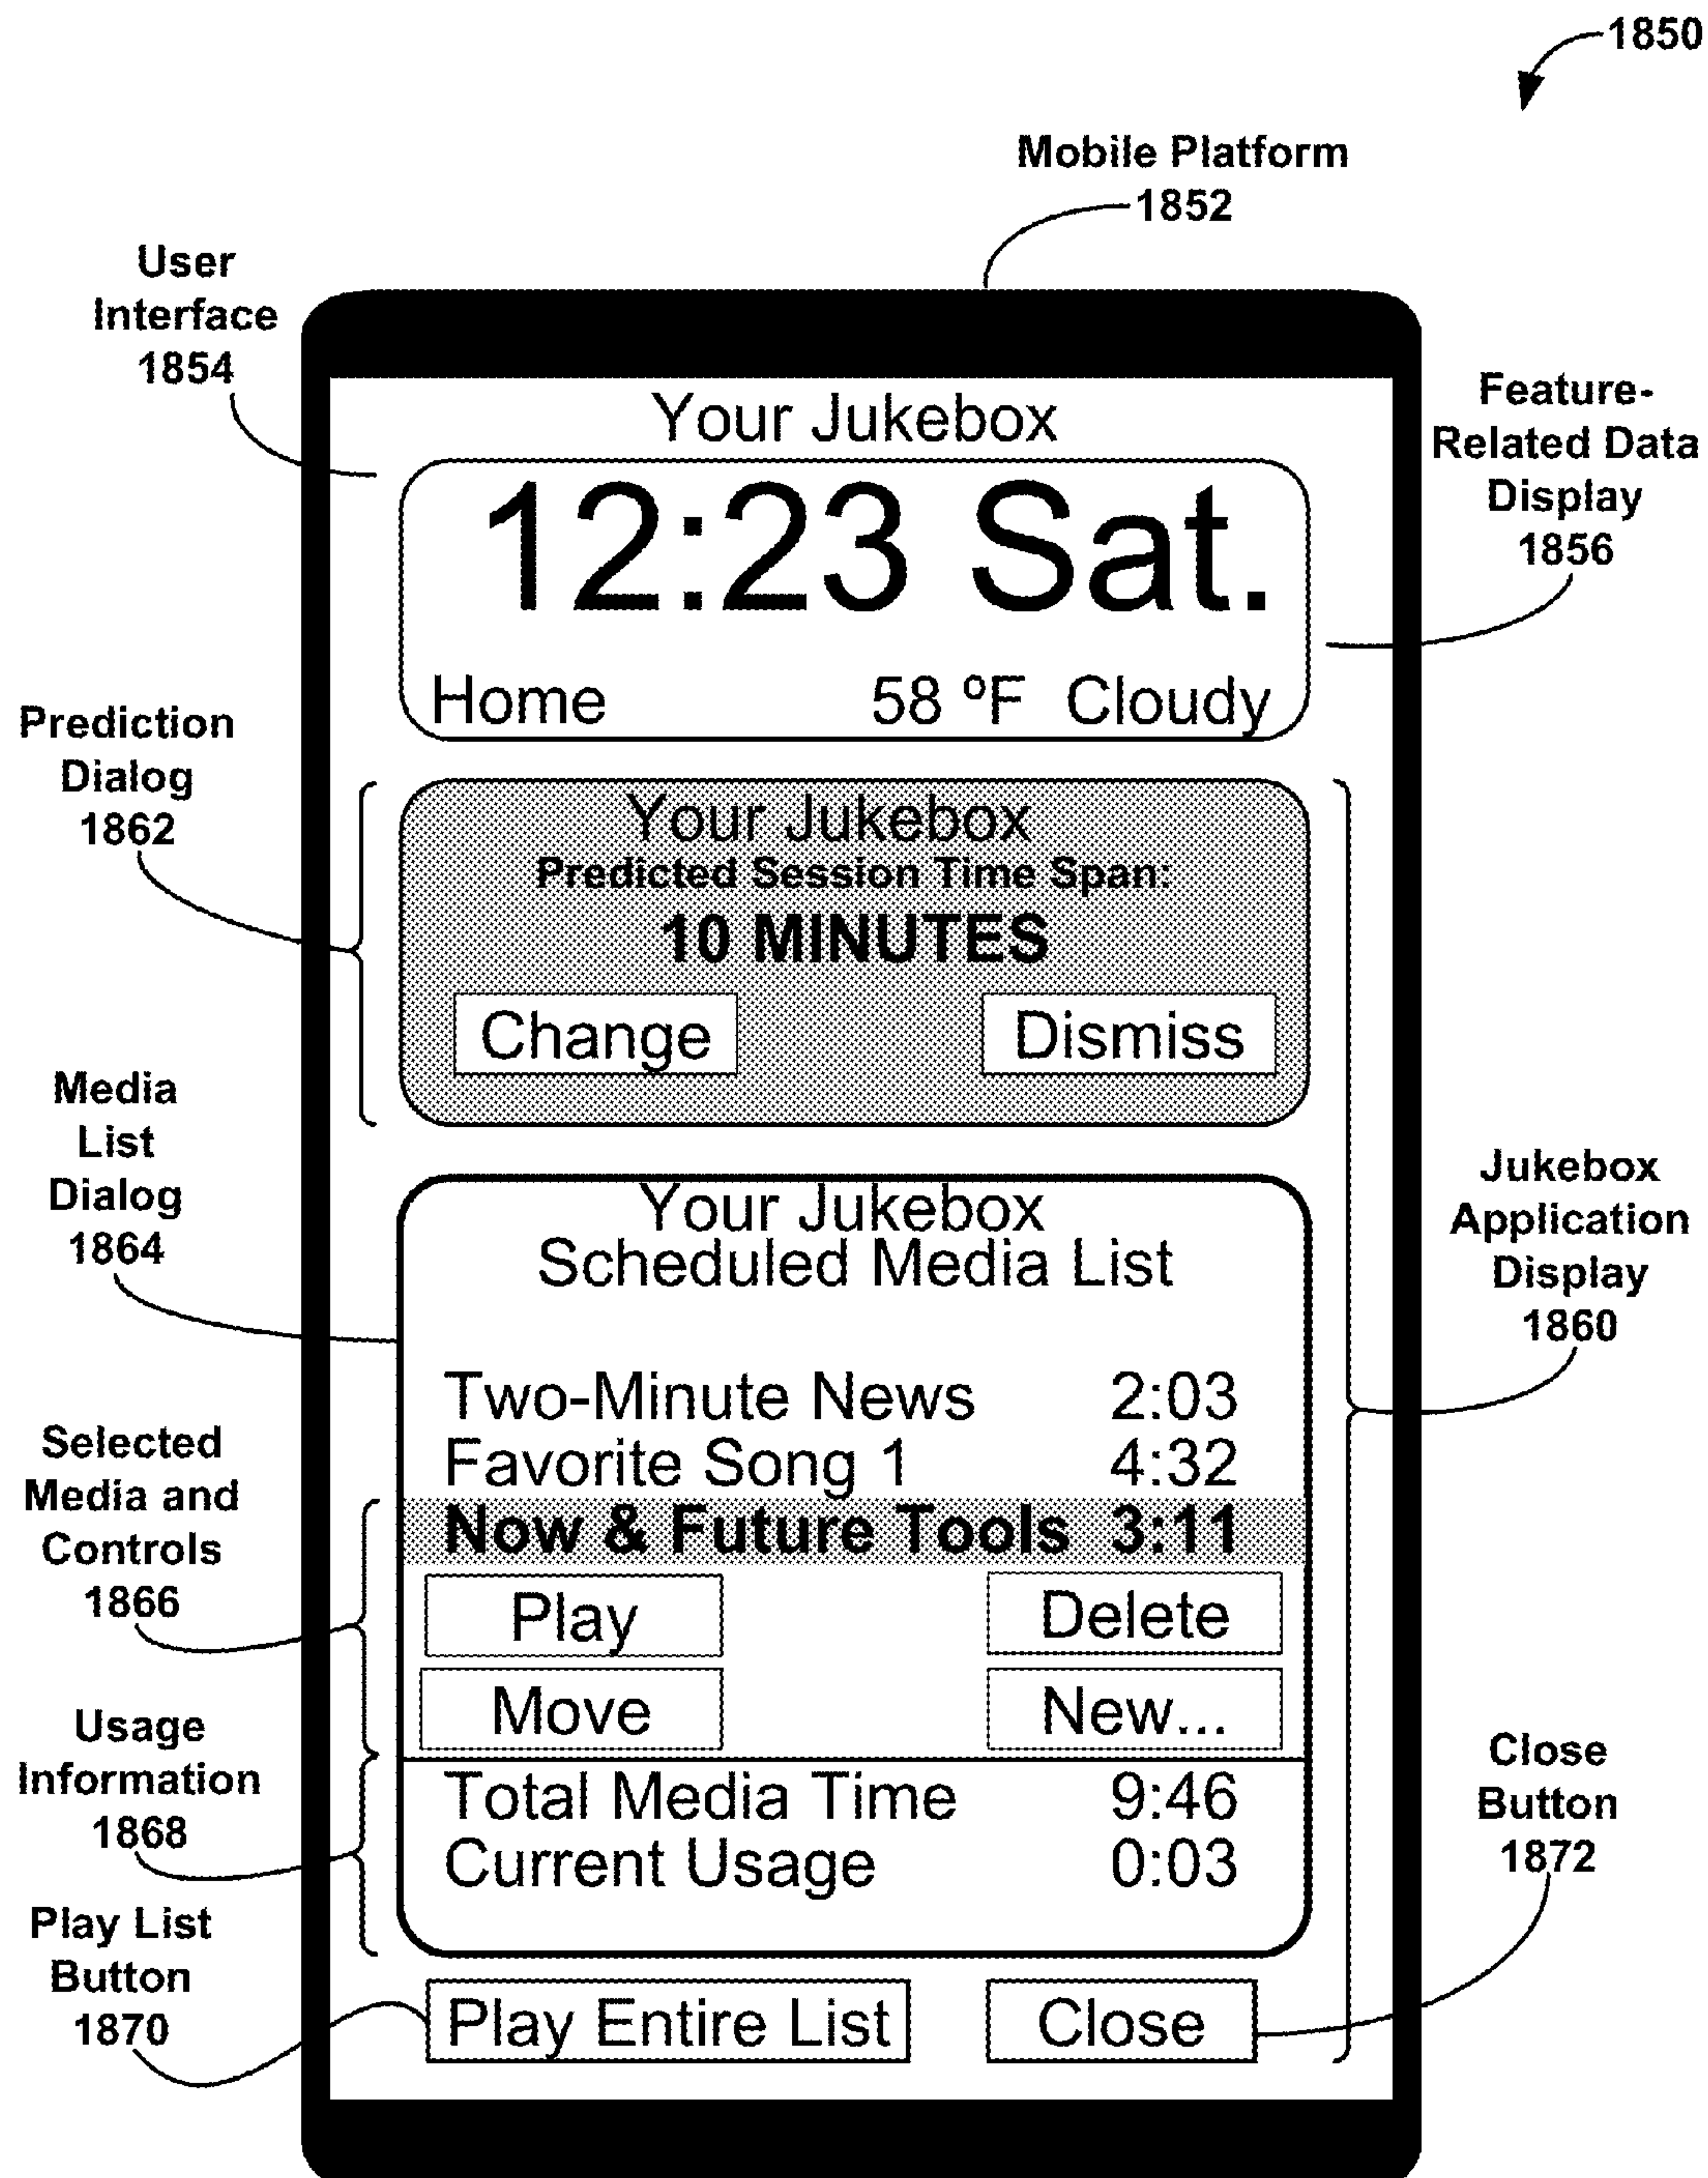 1850
Mobile Platform
1852
User
Interface
1854
Feature-
Related Data
Display
1856
Your Jukebox
12:23 Sat.
Home 58 ºF Cloudy
Prediction
Dialog
1862
Your Jukebox
Predicted Session Time Span:
10 MINUTES
Change Dismiss
Media
List
Dialog
1864
Jukebox
Application
Display
1860
Your Jukebox
Scheduled Media List
Two-Minute News 2:03
Favorite Song 1 4:32
Now & Future Tools 3:11
Selected
Media and
Controls
1866
Play Delete
Move New...
Usage
Information
1868
Total Media Time 9:46
Current Usage 0:03
Close
Button
1872
Play List
Button
1870
Play Entire List Close